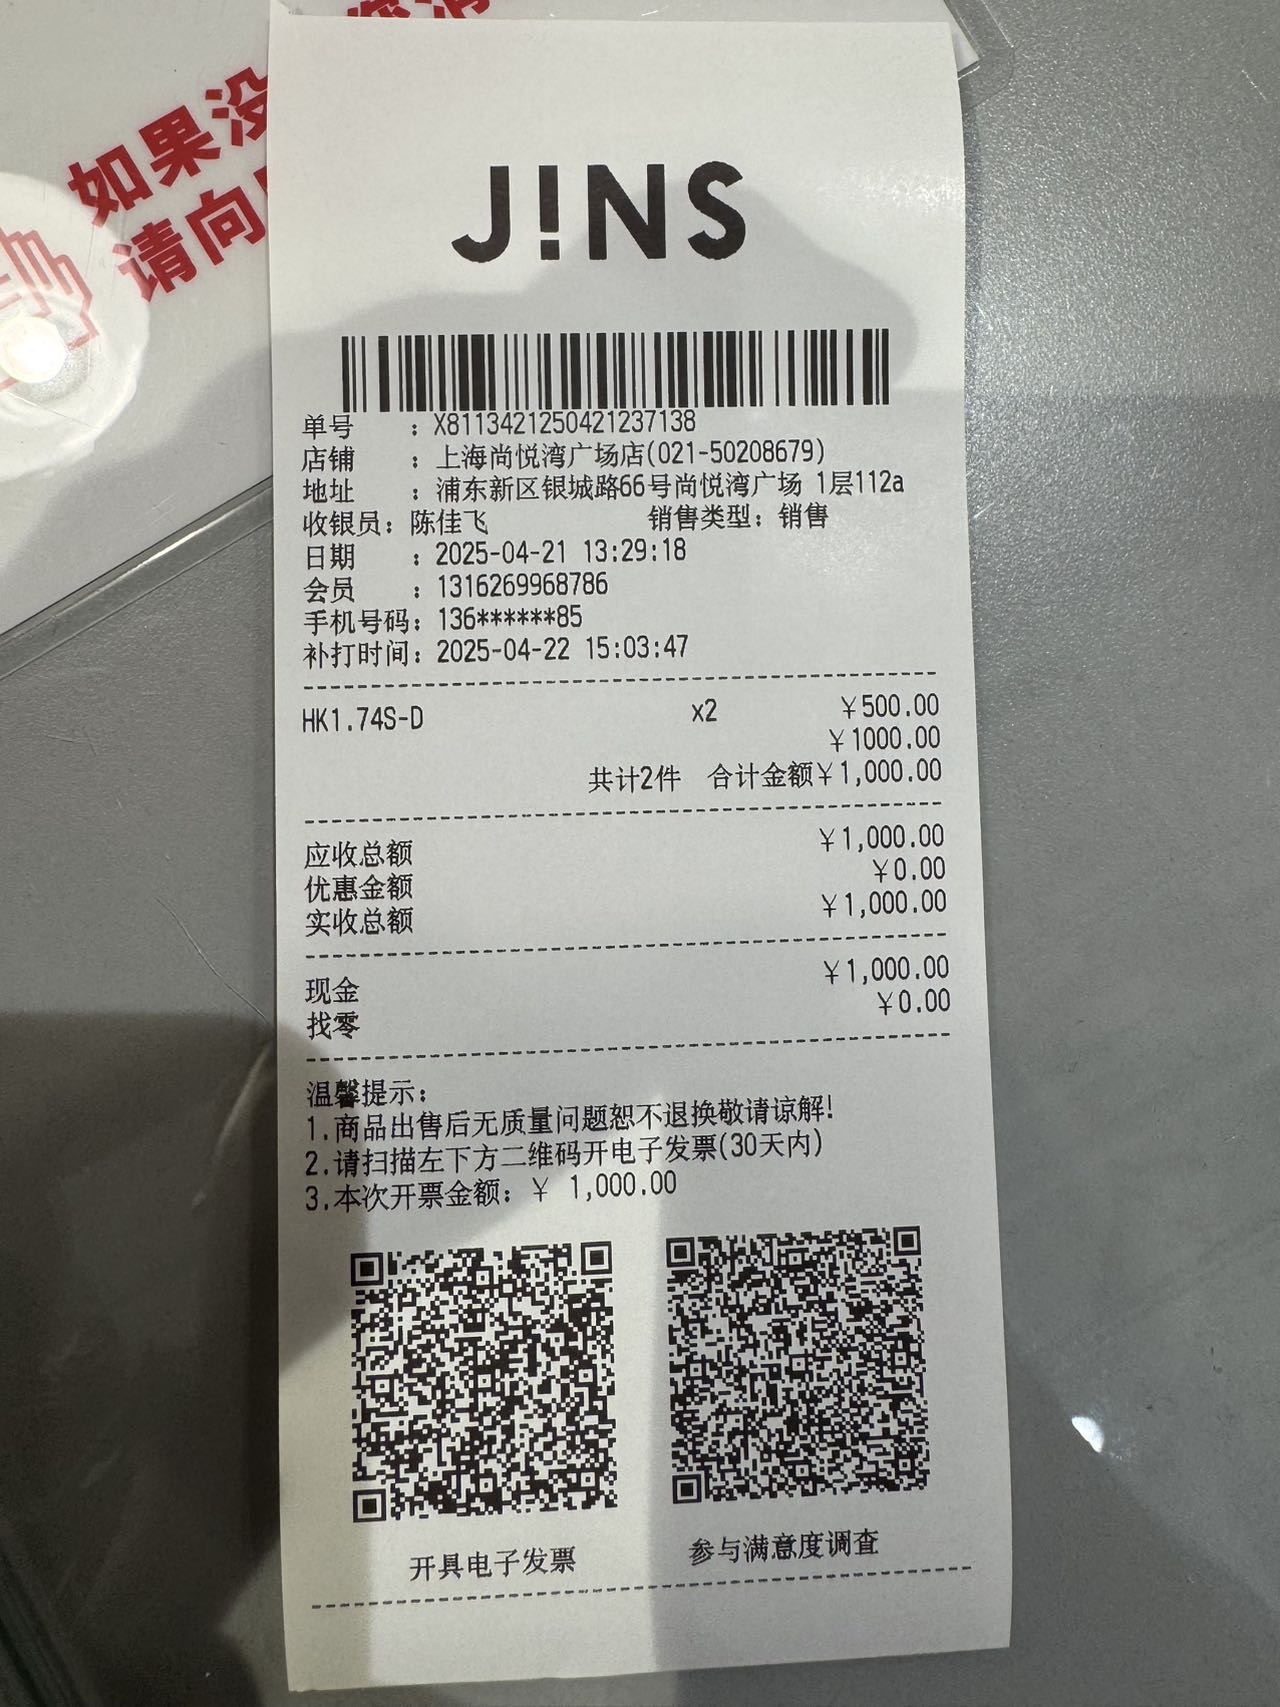 如果没
请向
J!NS
单号 : X8113421250421237138
店铺 : 上海尚悦湾广场店(021-50208679)
地址 : 浦东新区银城路66号尚悦湾广场 1层112a
收银员: 陈佳飞 销售类型: 销售
日期 : 2025-04-21 13:29:18
会员 : 1316269968786
手机号码: 136******85
补打时间: 2025-04-22 15:03:47
HK1.74S-D x2 ￥500.00
￥1000.00
共计2件 合计金额￥1,000.00
应收总额 ￥1,000.00
优惠金额 ￥0.00
实收总额 ￥1,000.00
现金 ￥1,000.00
找零 ￥0.00
温馨提示:
1.商品出售后无质量问题恕不退换敬请谅解!
2.请扫描左下方二维码开电子发票(30天内)
3.本次开票金额: ￥ 1,000.00
开具电子发票 参与满意度调查